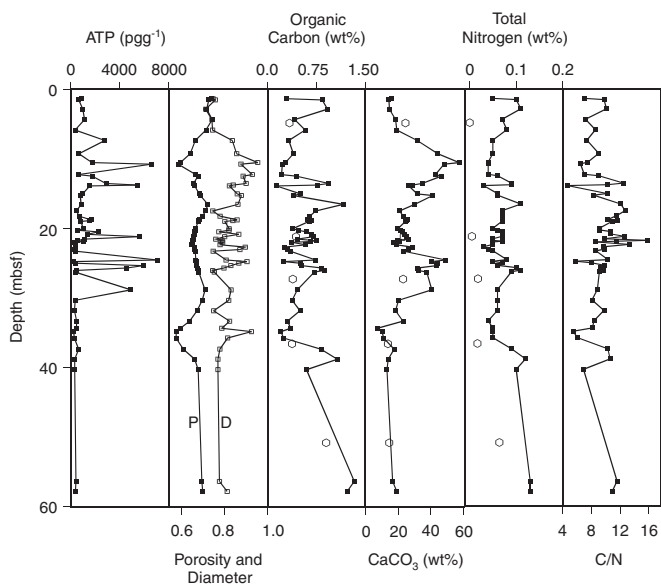 ATP (pgg⁻¹)
Organic
Carbon (wt%)
Total
Nitrogen (wt%)
0 4000 8000
0.0 0.75 1.50
0 0.1 0.2
Depth (mbsf)
0
20
40
60
P D
0.6 0.8 1.0
Porosity and
Diameter
0 20 40 60
CaCO₃ (wt%)
4 8 12 16
C/N